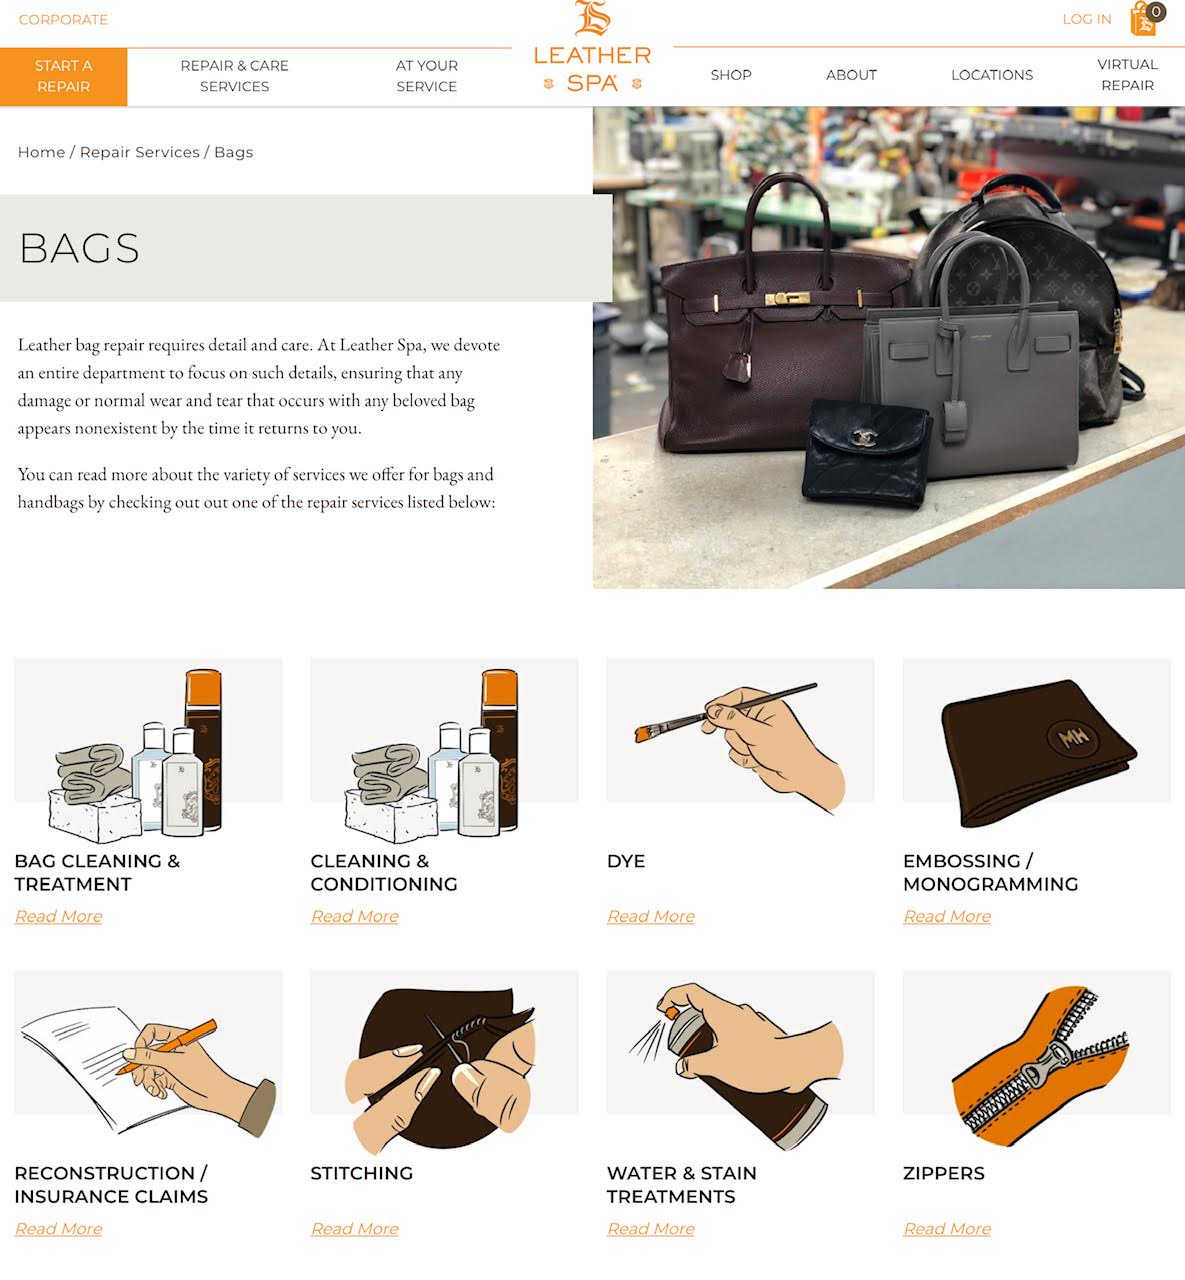 CORPORATE
LOG IN
0
START A
REPAIR
REPAIR & CARE
SERVICES
AT YOUR
SERVICE
LEATHER
SPA
SHOP
ABOUT
LOCATIONS
VIRTUAL
REPAIR
Home / Repair Services / Bags
BAGS
Leather bag repair requires detail and care. At Leather Spa, we devote
an entire department to focus on such details, ensuring that any
damage or normal wear and tear that occurs with any beloved bag
appears nonexistent by the time it returns to you.
You can read more about the variety of services we offer for bags and
handbags by checking out out one of the repair services listed below:
MH
BAG CLEANING &
TREATMENT
Read More
CLEANING &
CONDITIONING
Read More
DYE
Read More
EMBOSSING /
MONOGRAMMING
Read More
RECONSTRUCTION /
INSURANCE CLAIMS
Read More
STITCHING
Read More
WATER & STAIN
TREATMENTS
Read More
ZIPPERS
Read More